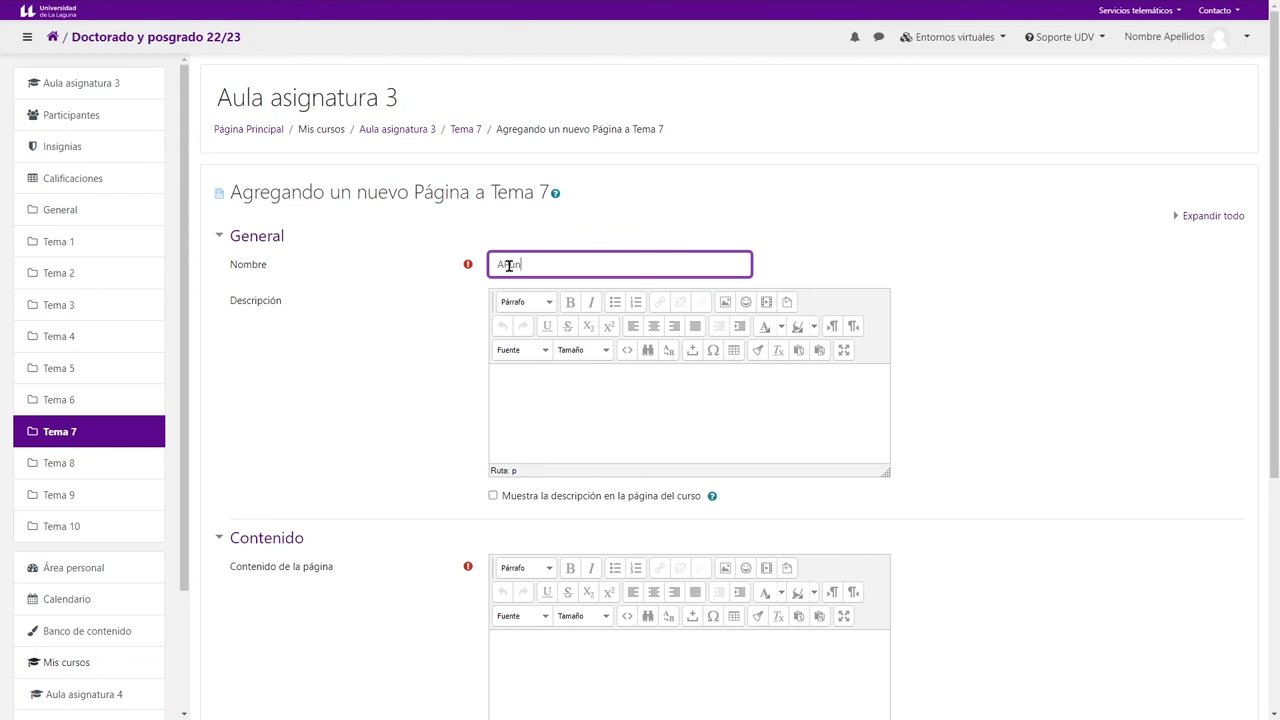 Universidad
de La Laguna
Servicios telemáticos
Contacto
/ Doctorado y posgrado 22/23
Entornos virtuales
Soporte UDV
Nombre Apellidos
Aula asignatura 3
Participantes
Insignias
Calificaciones
General
Tema 1
Tema 2
Tema 3
Tema 4
Tema 5
Tema 6
Tema 7
Tema 8
Tema 9
Tema 10
Área personal
Calendario
Banco de contenido
Mis cursos
Aula asignatura 4
Aula asignatura 3
Página Principal / Mis cursos / Aula asignatura 3 / Tema 7 / Agregando un nuevo Página a Tema 7
Agregando un nuevo Página a Tema 7
Expandir todo
General
Nombre
Descripción
Párrafo
Fuente
Tamaño
Ruta: p
Muestra la descripción en la página del curso
Contenido
Contenido de la página
Párrafo
Fuente
Tamaño